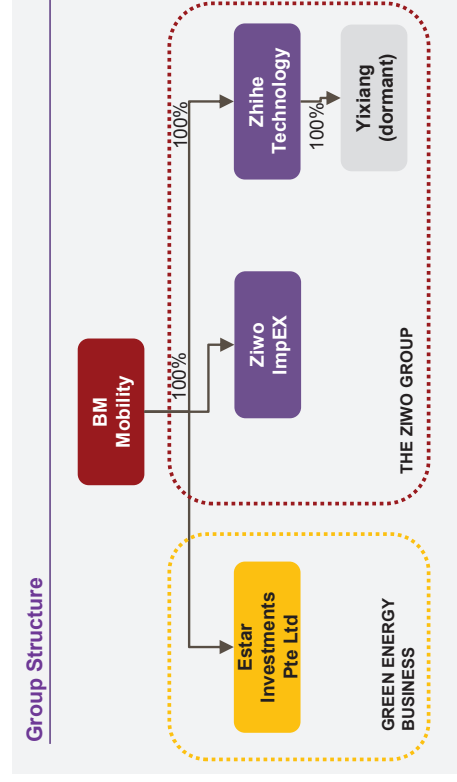 Group Structure
BM
Mobility
100%
100%
Estar
Investments
Pte Ltd
Ziwo
ImpEX
Zhihe
Technology
100%
Yixiang
(dormant)
GREEN ENERGY
BUSINESS
THE ZIWO GROUP